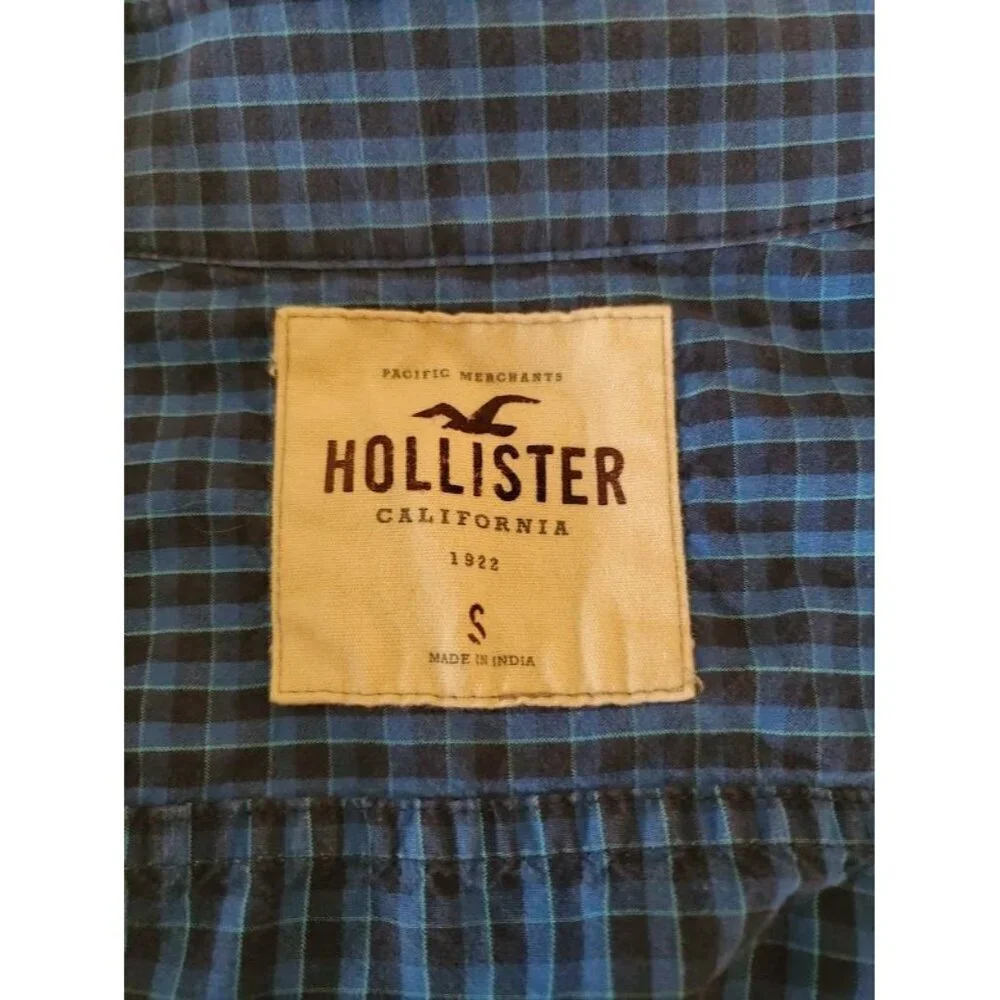 PACIFIC MERCHANTS
HOLLISTER
CALIFORNIA
1922
S
MADE IN INDIA